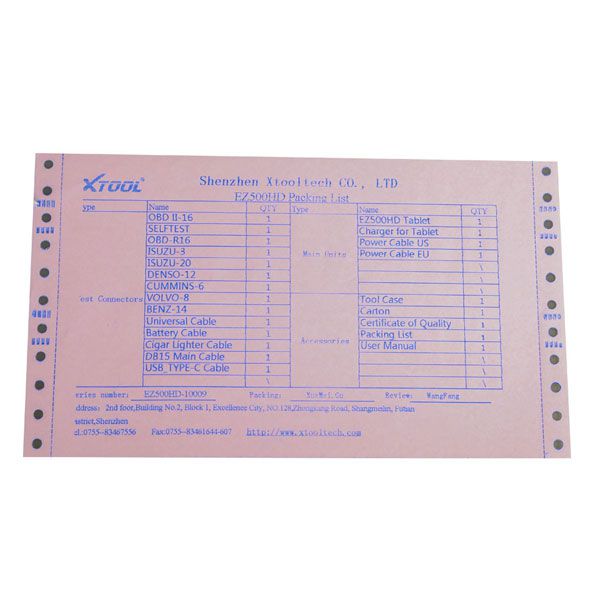 XTOOL®
Shenzhen Xtooltech CO., LTD
EZ500HD Packing List
ype Name QTY Type Name QTY
OBD II-16 1 EZ500HD Tablet 1
SELFTEST 1 Charger for Tablet 1
OBD-R16 1 Power Cable US 1
ISUZU-3 1 Main Units Power Cable EU 1
ISUZU-20 1 \
DENSO-12 1 \
CUMMINS-6 1 \
est Connectors VOLVO-8 1 Tool Case 1
BENZ-14 1 Carton 1
Universal Cable 1 Certificate of Quality 1
Battery Cable 1 Accessories Packing List 1
Cigar Lighter Cable 1 User Manual 1
DB15 Main Cable 1 \
USB_TYPE-C Cable 1 \
\ \
eries number: EZ500HD-10009 Packing: XueMei.Gu Review: WangFang
ddress: 2nd foor,Building No.2, Block 1, Excellenee City, NO.128,Zhongkang Road, Shangmeilin, Futian
istrict,Shenzhen
el:0755-83467556 Fax:0755-83461644-607 http://www.xtooltech.com